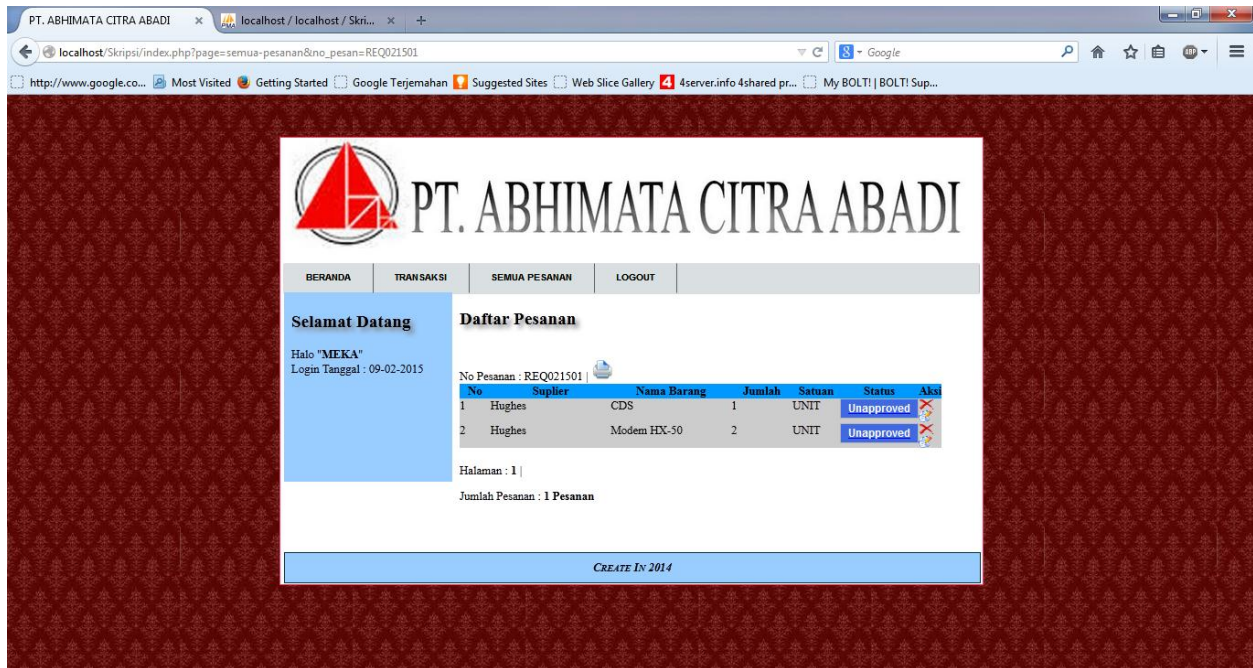 PT. ABHIMATA CITRA ABADI
localhost / localhost / Skri...
localhost/Skripsi/index.php?page=semua-pesanan&no_pesan=REQ021501
Google
http://www.google.co... Most Visited Getting Started Google Terjemahan Suggested Sites Web Slice Gallery 4 4server.info 4shared pr... My BOLT! | BOLT! Sup...
PT. ABHIMATA CITRA ABADI
BERANDA TRANSAKSI SEMUA PESANAN LOGOUT
Selamat Datang
Halo "MEKA"
Login Tanggal : 09-02-2015
Daftar Pesanan
No Pesanan : REQ021501 |
No Suplier Nama Barang Jumlah Satuan Status Aksi
1 Hughes CDS 1 UNIT Unapproved
2 Hughes Modem HX-50 2 UNIT Unapproved
Halaman : 1 |
Jumlah Pesanan : 1 Pesanan
CREATE IN 2014